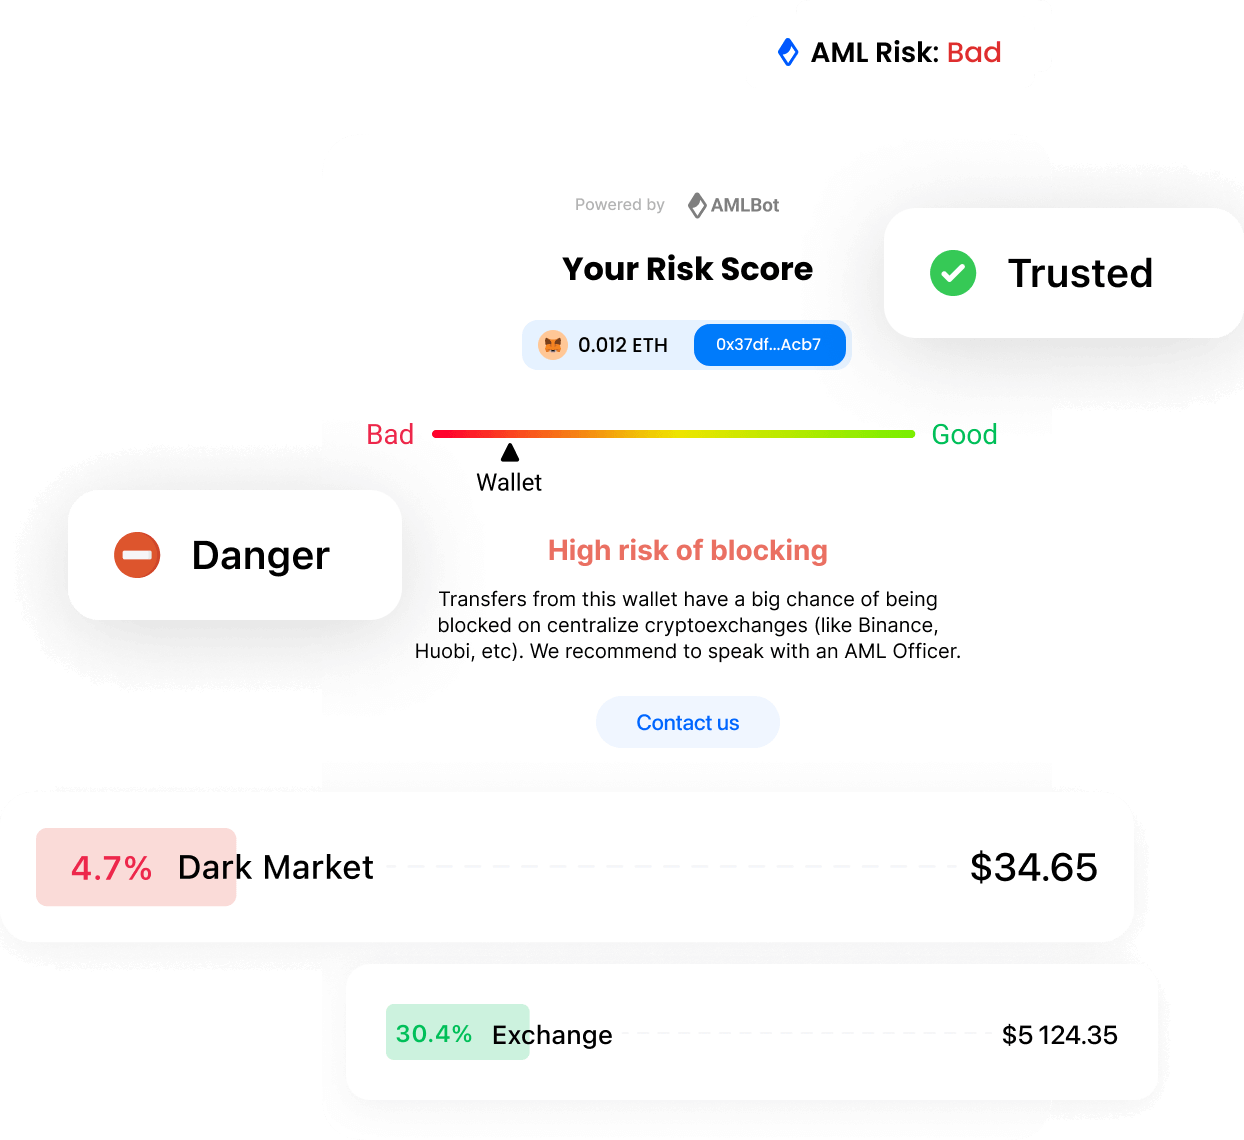 AML Risk: Bad
Powered by AMLBot
Your Risk Score
Trusted
0.012 ETH 0x37df...Acb7
Bad Good
Wallet
Danger
High risk of blocking
Transfers from this wallet have a big chance of being
blocked on centralize cryptoexchanges (like Binance,
Huobi, etc). We recommend to speak with an AML Officer.
Contact us
4.7% Dark Market $34.65
30.4% Exchange $5 124.35